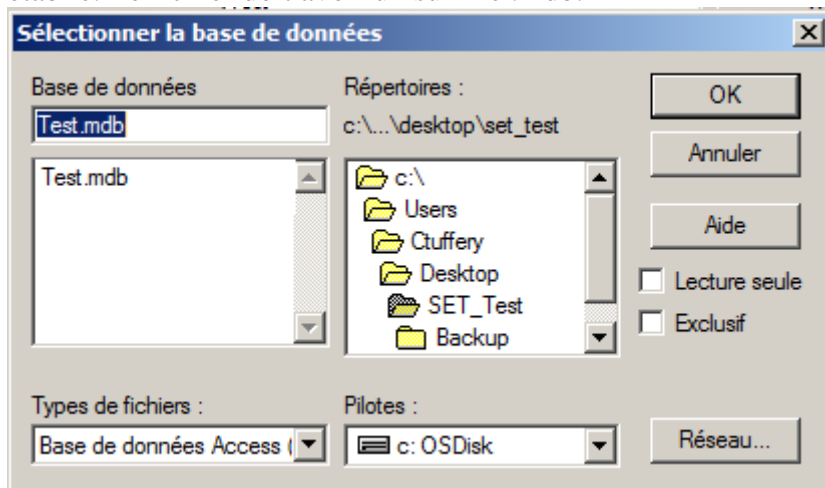 Sélectionner la base de données
Base de données
Test.mdb
Test.mdb
Répertoires :
c:\...\desktop\set_test
c:\
Users
Ctuffery
Desktop
SET_Test
Backup
OK
Annuler
Aide
Lecture seule
Exclusif
Types de fichiers :
Base de données Access (
Pilotes :
c: OSDisk
Réseau...